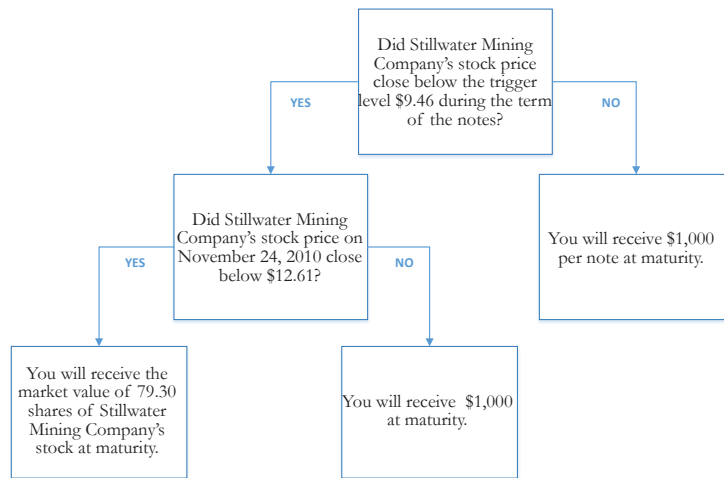 Did Stillwater Mining
Company's stock price
close below the trigger
level $9.46 during the term
of the notes?
YES
NO
Did Stillwater Mining
Company's stock price on
November 24, 2010 close
below $12.61?
You will receive $1,000
per note at maturity.
YES
NO
You will receive the
market value of 79.30
shares of Stillwater
Mining Company's
stock at maturity.
You will receive $1,000
at maturity.